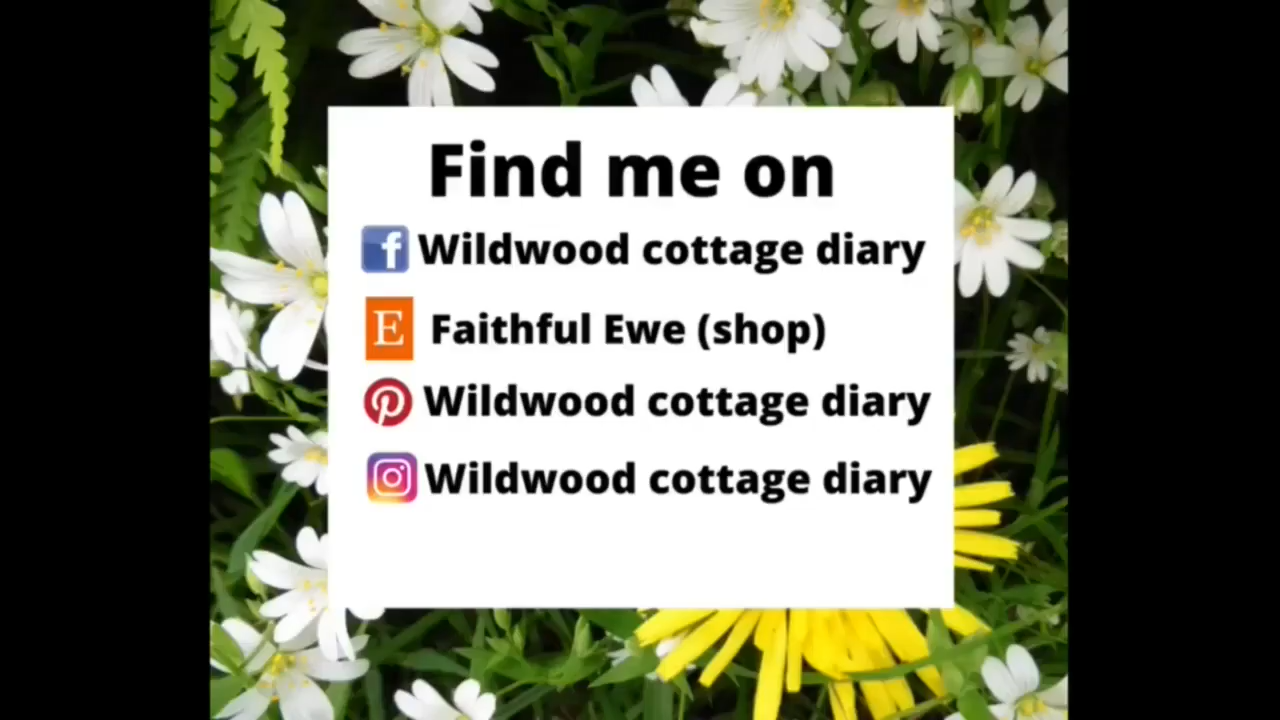 Find me on
f Wildwood cottage diary
E Faithful Ewe (shop)
Wildwood cottage diary
Wildwood cottage diary